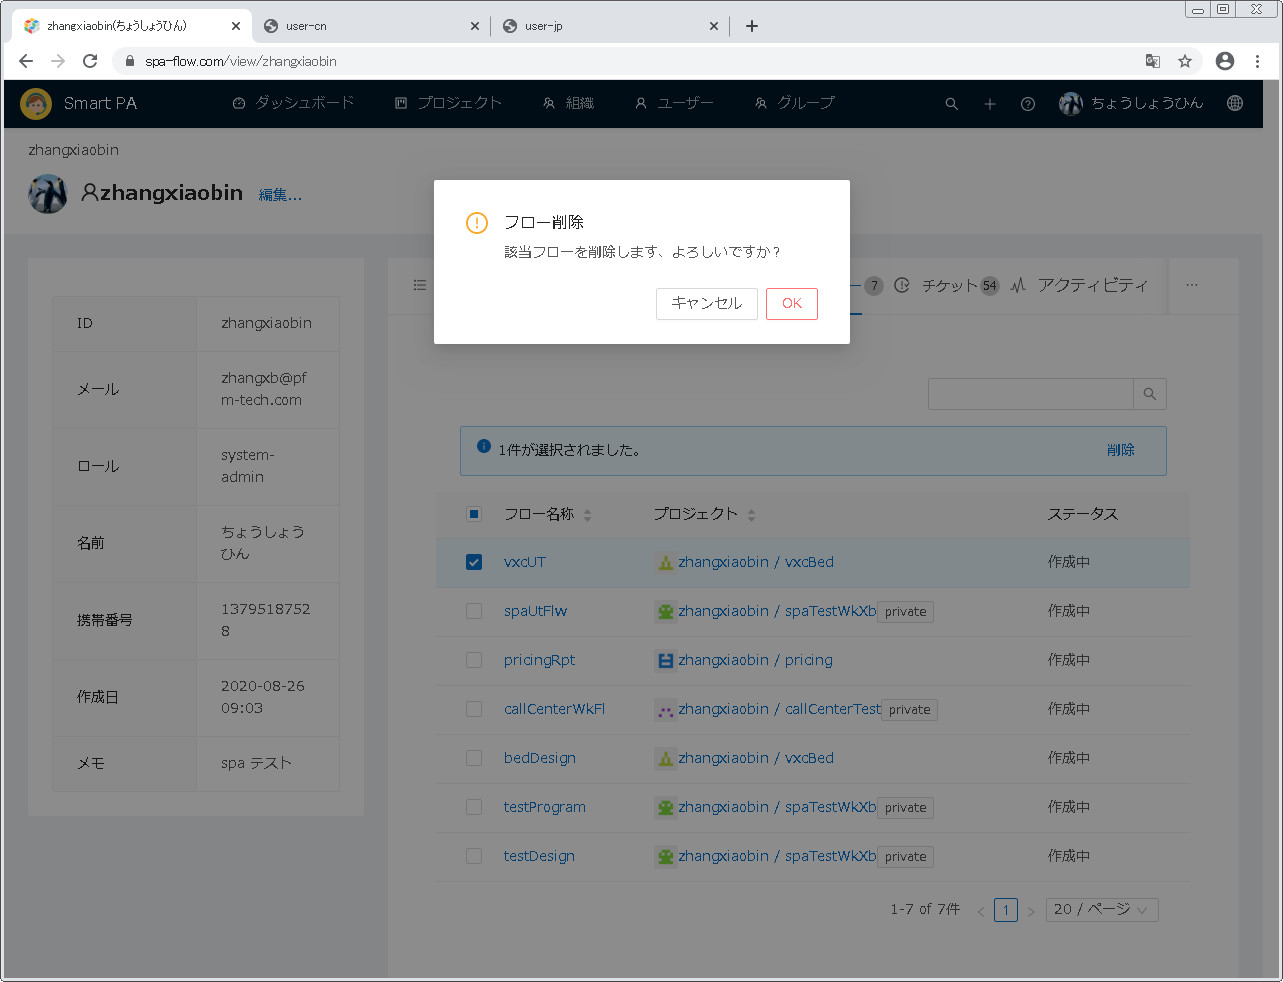 zhangxiaobin(ちょうしょうひん)
user-cn
user-jp
spa-flow.com/view/zhangxiaobin
Smart PA
ダッシュボード
プロジェクト
組織
ユーザー
グループ
ちょうしょうひん
zhangxiaobin
zhangxiaobin 編集...
フロー削除
該当フローを削除します、よろしいですか？
キャンセル OK
ー 7 チケット 54 アクティビティ ...
ID zhangxiaobin
メール zhangxb@pf
m-tech.com
ロール system-
admin
名前 ちょうしょう
ひん
携帯番号 1379518752
8
作成日 2020-08-26
09:03
メモ spa テスト
1件が選択されました。 削除
フロー名称 プロジェクト ステータス
vxcUT zhangxiaobin / vxcBed 作成中
spaUtFlw zhangxiaobin / spaTestWkXb private 作成中
pricingRpt zhangxiaobin / pricing 作成中
callCenterWkFl zhangxiaobin / callCenterTest private 作成中
bedDesign zhangxiaobin / vxcBed 作成中
testProgram zhangxiaobin / spaTestWkXb private 作成中
testDesign zhangxiaobin / spaTestWkXb private 作成中
1-7 of 7件 < 1 > 20 / ページ